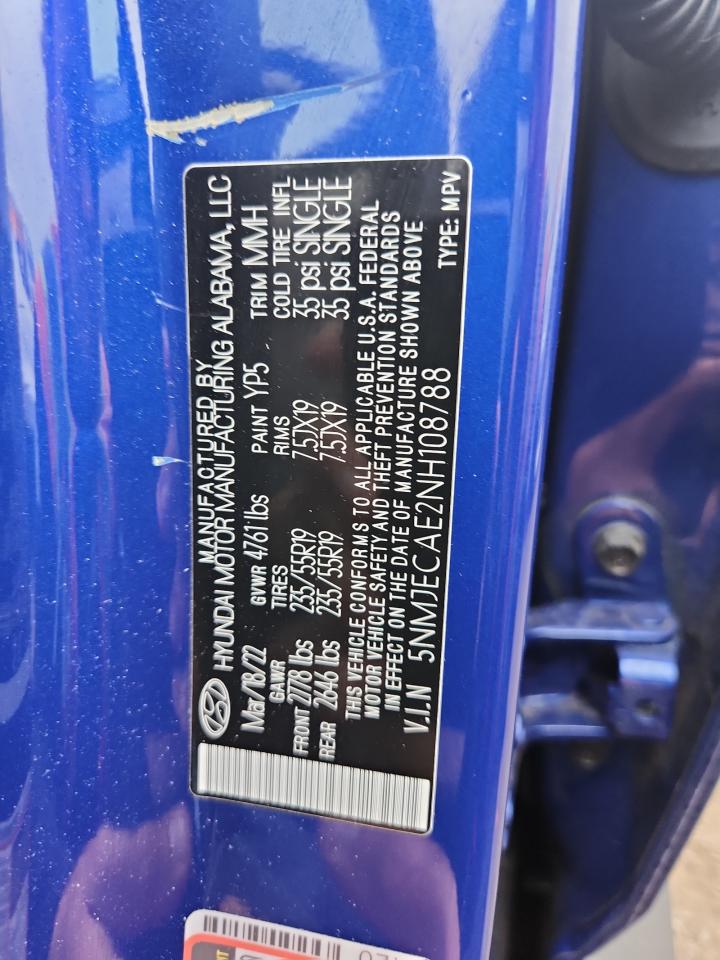 MANUFACTURED BY
HYUNDAI MOTOR MANUFACTURING ALABAMA, LLC
Mar/18/22 GVWR 4761 lbs PAINT YP5 TRIM MMH
GAWR TIRES RIMS COLD TIRE INFL
FRONT 2778 lbs 235/55R19 7.5JX19 35 psi SINGLE
REAR 2646 lbs 235/55R19 7.5JX19 35 psi SINGLE
THIS VEHICLE CONFORMS TO ALL APPLICABLE U.S.A. FEDERAL
MOTOR VEHICLE SAFETY AND THEFT PREVENTION STANDARDS
IN EFFECT ON THE DATE OF MANUFACTURE SHOWN ABOVE
V.I.N 5NMJECAE2NH108788
TYPE: MPV